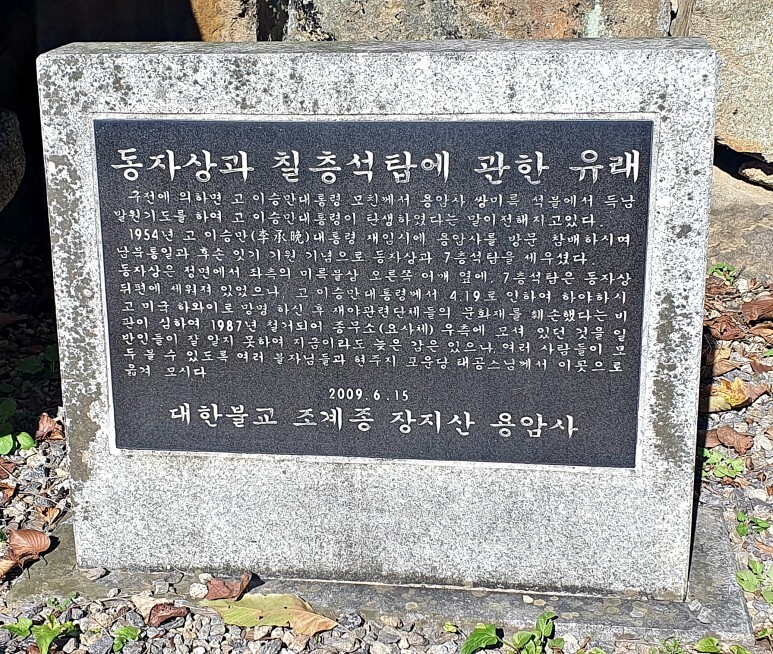 동자상과 칠층석탑에 관한 유래
구전에 의하면 고 이승만대통령 모친께서 용암사 쌍미륵 석불에서 득남
발원기도를 하여 고 이승만대통령이 탄생하였다는 말이전해지고있다.
1954년 고 이승만(李承晩)대통령 재임시에 용암사를 방문 참배하시며
남북통일과 후손 잇기 기원 기념으로 동자상과 7층석탑을 세우셨다.
동자상은 정면에서 좌측의 미륵불상 오른쪽 어깨 옆에, 7층석탑은 동자상
뒤편에 세워져 있었으나, 고 이승만대통령께서 4.19로 인하여 하야하시
고 미국 하와이로 망명 하신 후 재야관련단체들의 문화재를 훼손했다는 비
판이 심하여 1987년 철거되어 종무소(요사채) 우측에 모셔 있던 것을 일
반인들이 잘 알지 못하여 지금이라도 늦은 감은 있으나, 여러 사람들이 모
두 볼 수 있도록 여러 불자님들과 현주지 포운당 태공스님께서 이곳으로
옮겨 모시다
2009.6.15
대한불교 조계종 장지산 용암사